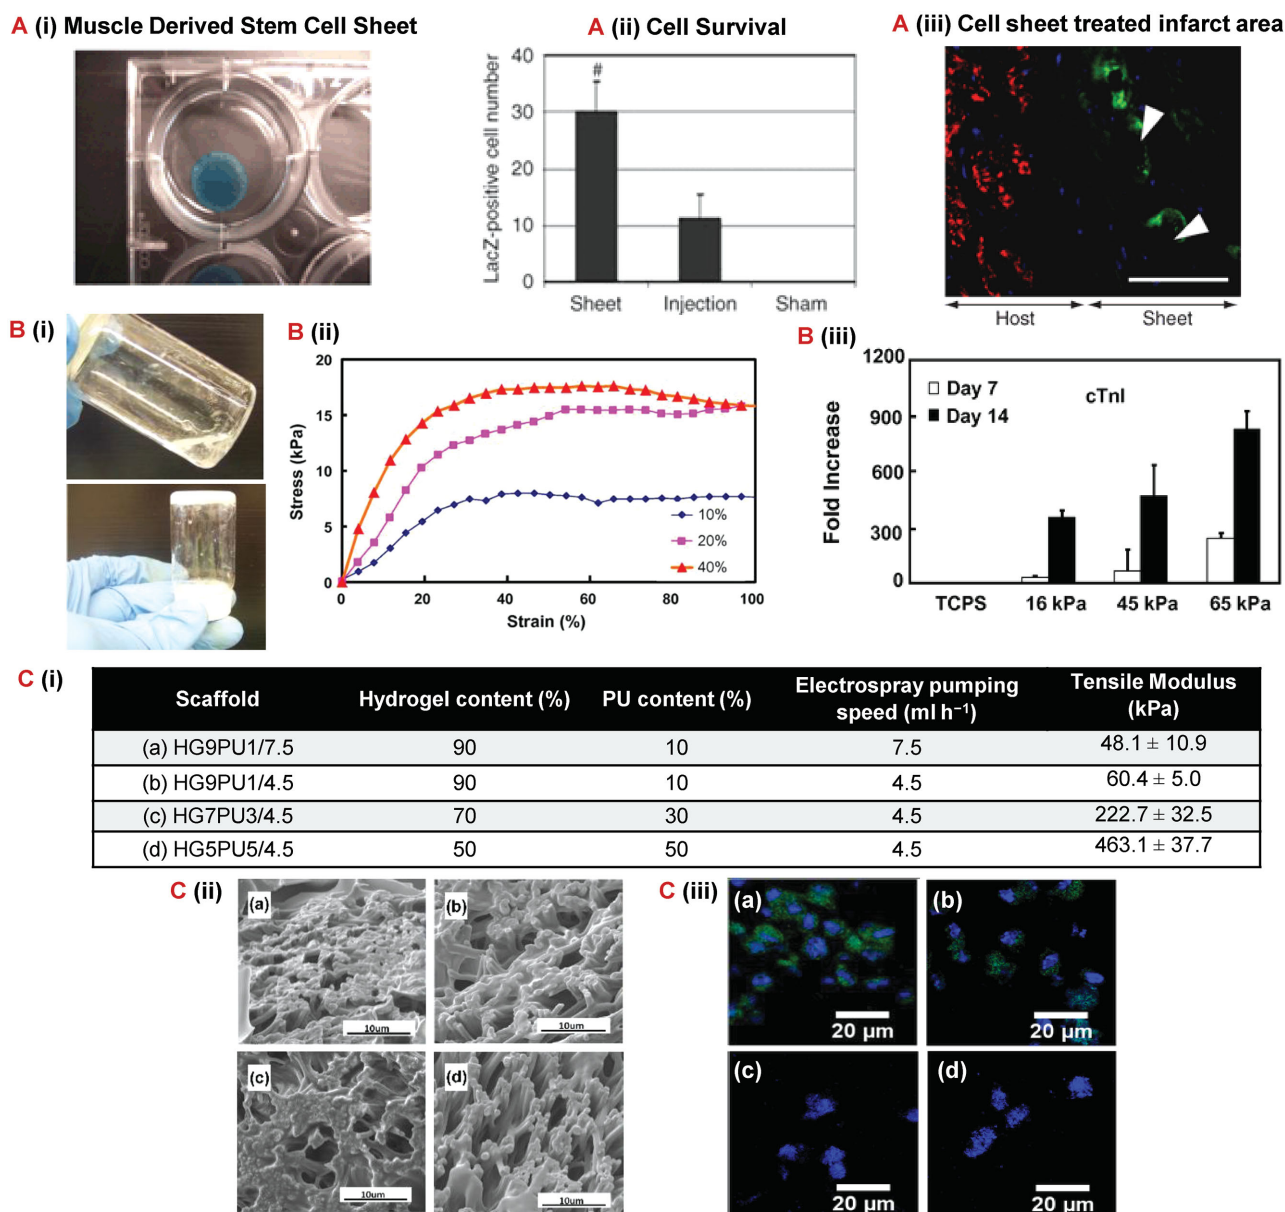 A (i) Muscle Derived Stem Cell Sheet
A (ii) Cell Survival
LacZ-positive cell number
40
30
20
10
0
#
Sheet Injection Sham
A (iii) Cell sheet treated infarct area
Host Sheet
B (i)
B (ii)
Stress (kPa)
20
15
10
5
0
10%
20%
40%
0 20 40 60 80 100
Strain (%)
B (iii)
Fold Increase
1200
900
600
300
0
Day 7
Day 14
cTnI
TCPS 16 kPa 45 kPa 65 kPa
C (i)
Scaffold Hydrogel content (%) PU content (%) Electrospray pumping speed (ml h⁻¹) Tensile Modulus (kPa)
(a) HG9PU1/7.5 90 10 7.5 48.1 ± 10.9
(b) HG9PU1/4.5 90 10 4.5 60.4 ± 5.0
(c) HG7PU3/4.5 70 30 4.5 222.7 ± 32.5
(d) HG5PU5/4.5 50 50 4.5 463.1 ± 37.7
C (ii)
(a)
10um
(b)
10um
(c)
10um
(d)
10um
C (iii)
(a)
20 µm
(b)
20 µm
(c)
20 µm
(d)
20 µm